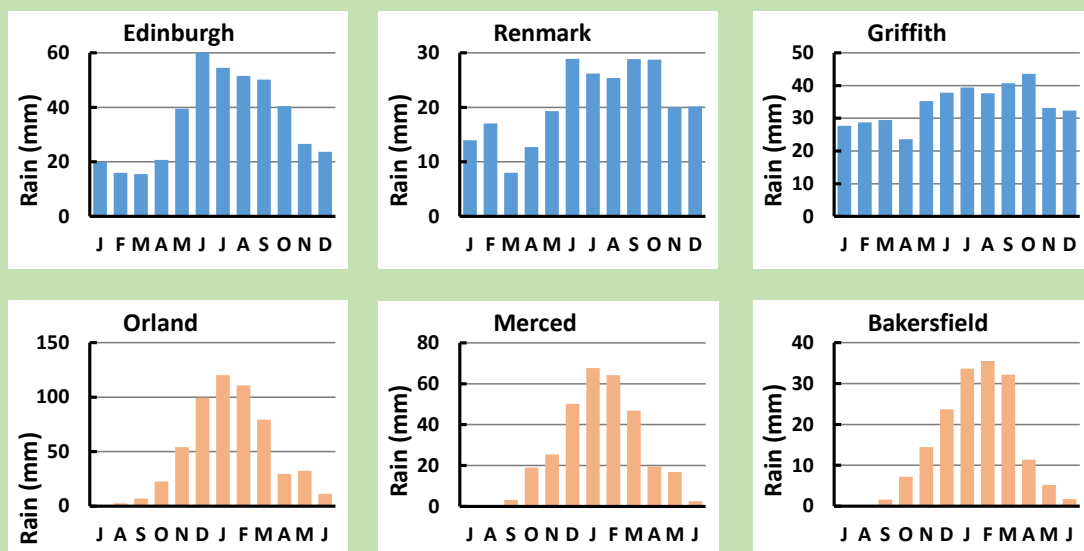 Edinburgh
Rain (mm)
60
40
20
0
J F M A M J J A S O N D
Renmark
Rain (mm)
30
20
10
0
J F M A M J J A S O N D
Griffith
Rain (mm)
50
40
30
20
10
0
J F M A M J J A S O N D
Orland
Rain (mm)
150
100
50
0
J A S O N D J F M A M J
Merced
Rain (mm)
80
60
40
20
0
J A S O N D J F M A M J
Bakersfield
Rain (mm)
40
30
20
10
0
J A S O N D J F M A M J